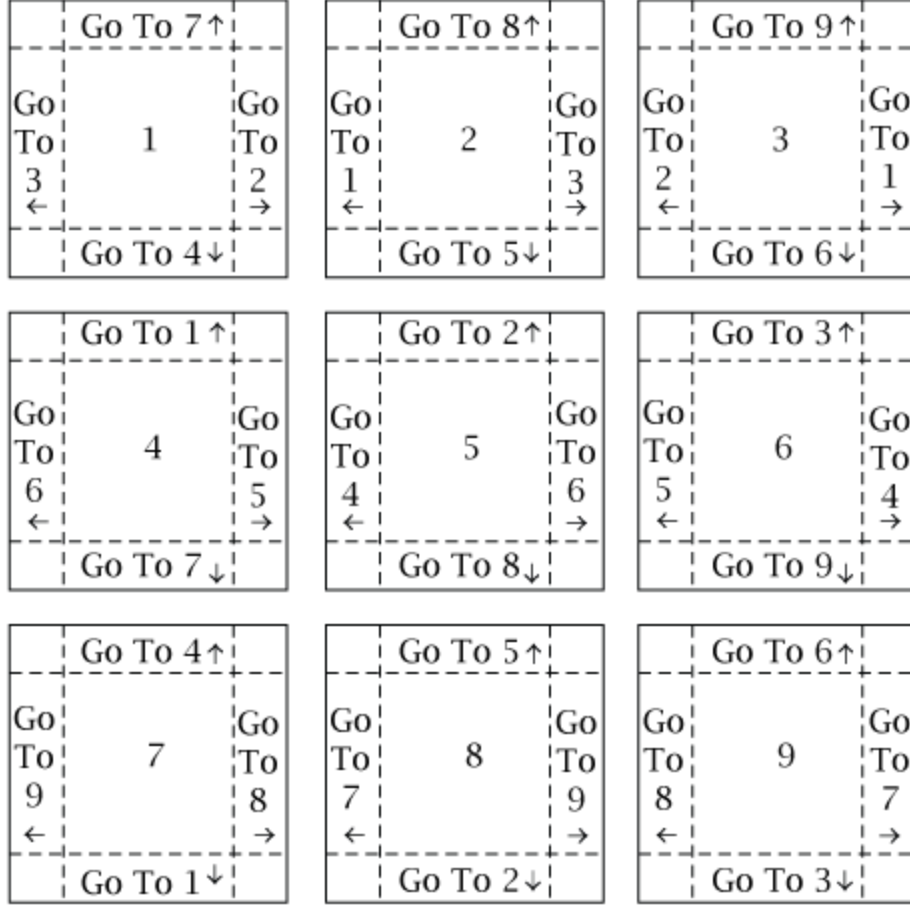 Go To 7↑
Go To 3 ←
1
Go To 2 →
Go To 4↓
Go To 8↑
Go To 1 ←
2
Go To 3 →
Go To 5↓
Go To 9↑
Go To 2 ←
3
Go To 1 →
Go To 6↓
Go To 1↑
Go To 6 ←
4
Go To 5 →
Go To 7↓
Go To 2↑
Go To 4 ←
5
Go To 6 →
Go To 8↓
Go To 3↑
Go To 5 ←
6
Go To 4 →
Go To 9↓
Go To 4↑
Go To 9 ←
7
Go To 8 →
Go To 1↓
Go To 5↑
Go To 7 ←
8
Go To 9 →
Go To 2↓
Go To 6↑
Go To 8 ←
9
Go To 7 →
Go To 3↓